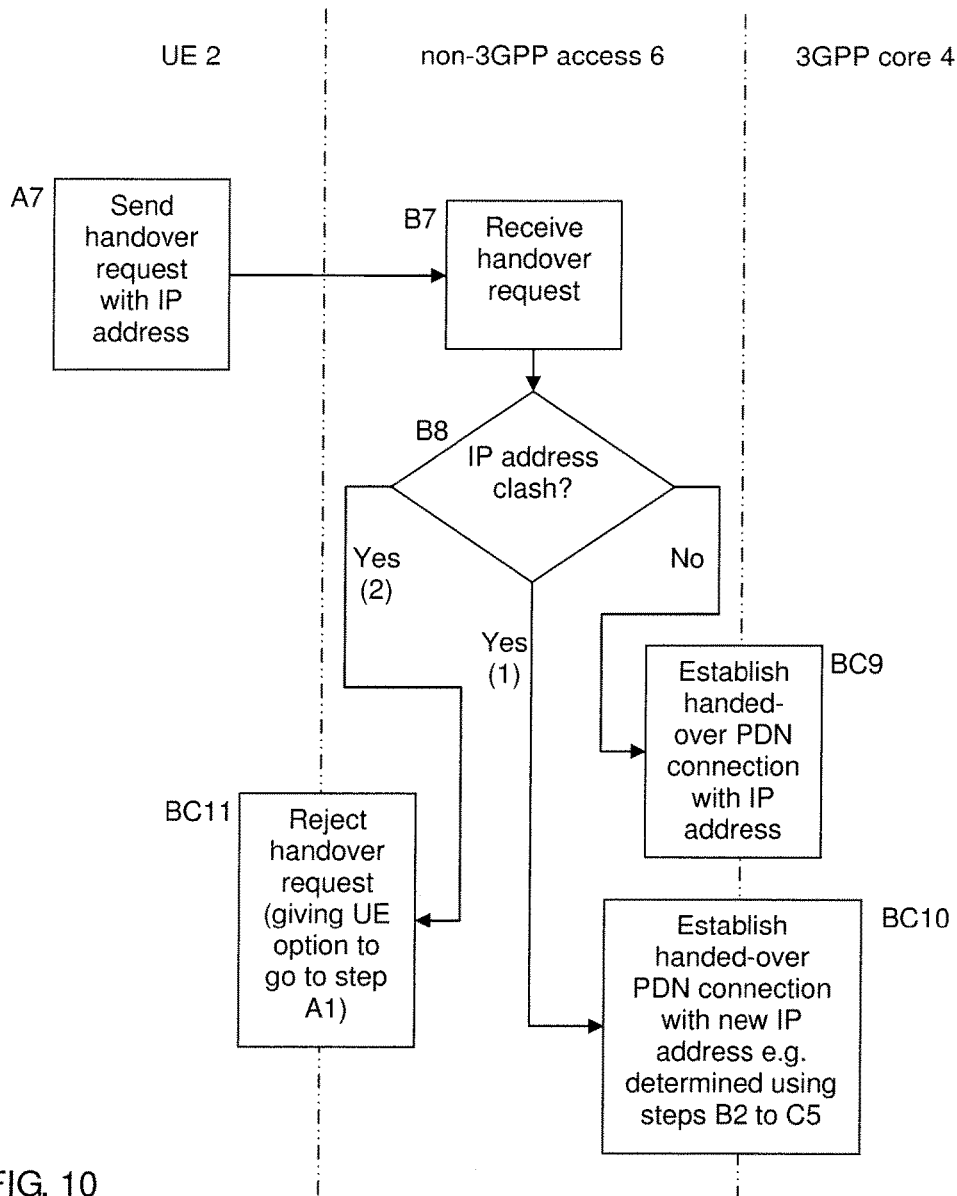 UE 2
non-3GPP access 6
3GPP core 4
A7
Send
handover
request
with IP
address
B7
Receive
handover
request
B8
IP address
clash?
Yes
(2)
Yes
(1)
No
BC9
Establish
handed-
over PDN
connection
with IP
address
BC11
Reject
handover
request
(giving UE
option to
go to step
A1)
BC10
Establish
handed-over
PDN connection
with new IP
address e.g.
determined using
steps B2 to C5
FIG. 10